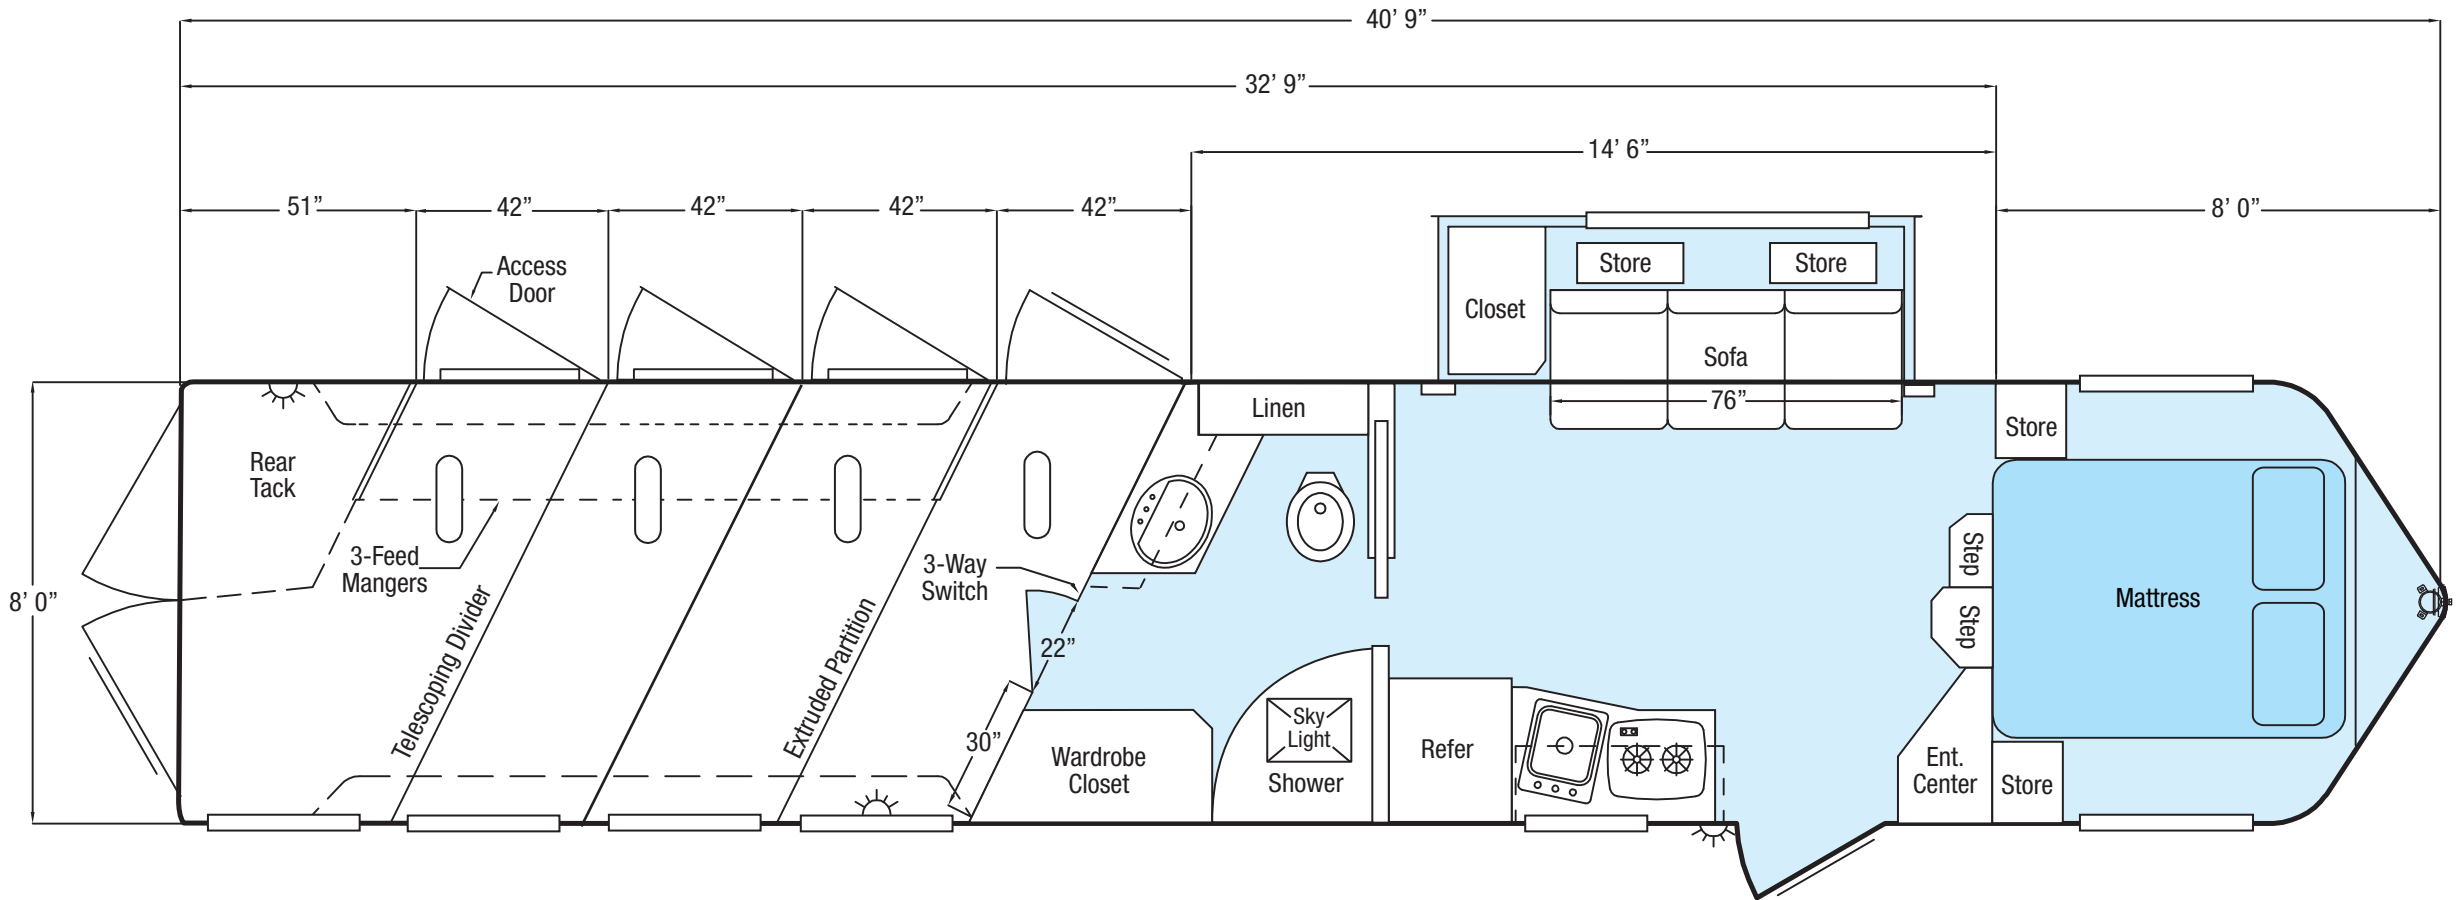 40’ 9”
32’ 9”
14’ 6”
51”
42”
42”
42”
42”
8’ 0”
Access
Door
Closet
Store
Store
Sofa
76”
Linen
Store
Rear
Tack
3-Feed
Mangers
3-Way
Switch
8’ 0”
Telescoping Divider
Extruded Partition
22”
30”
Step
Step
Mattress
Wardrobe
Closet
Sky
Light
Shower
Refer
Ent.
Center
Store